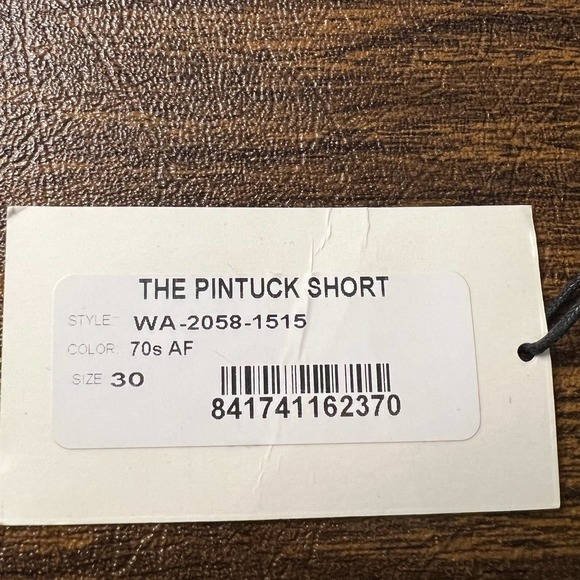 THE PINTUCK SHORT
STYLE: WA-2058-1515
COLOR: 70s AF
SIZE 30
841741162370